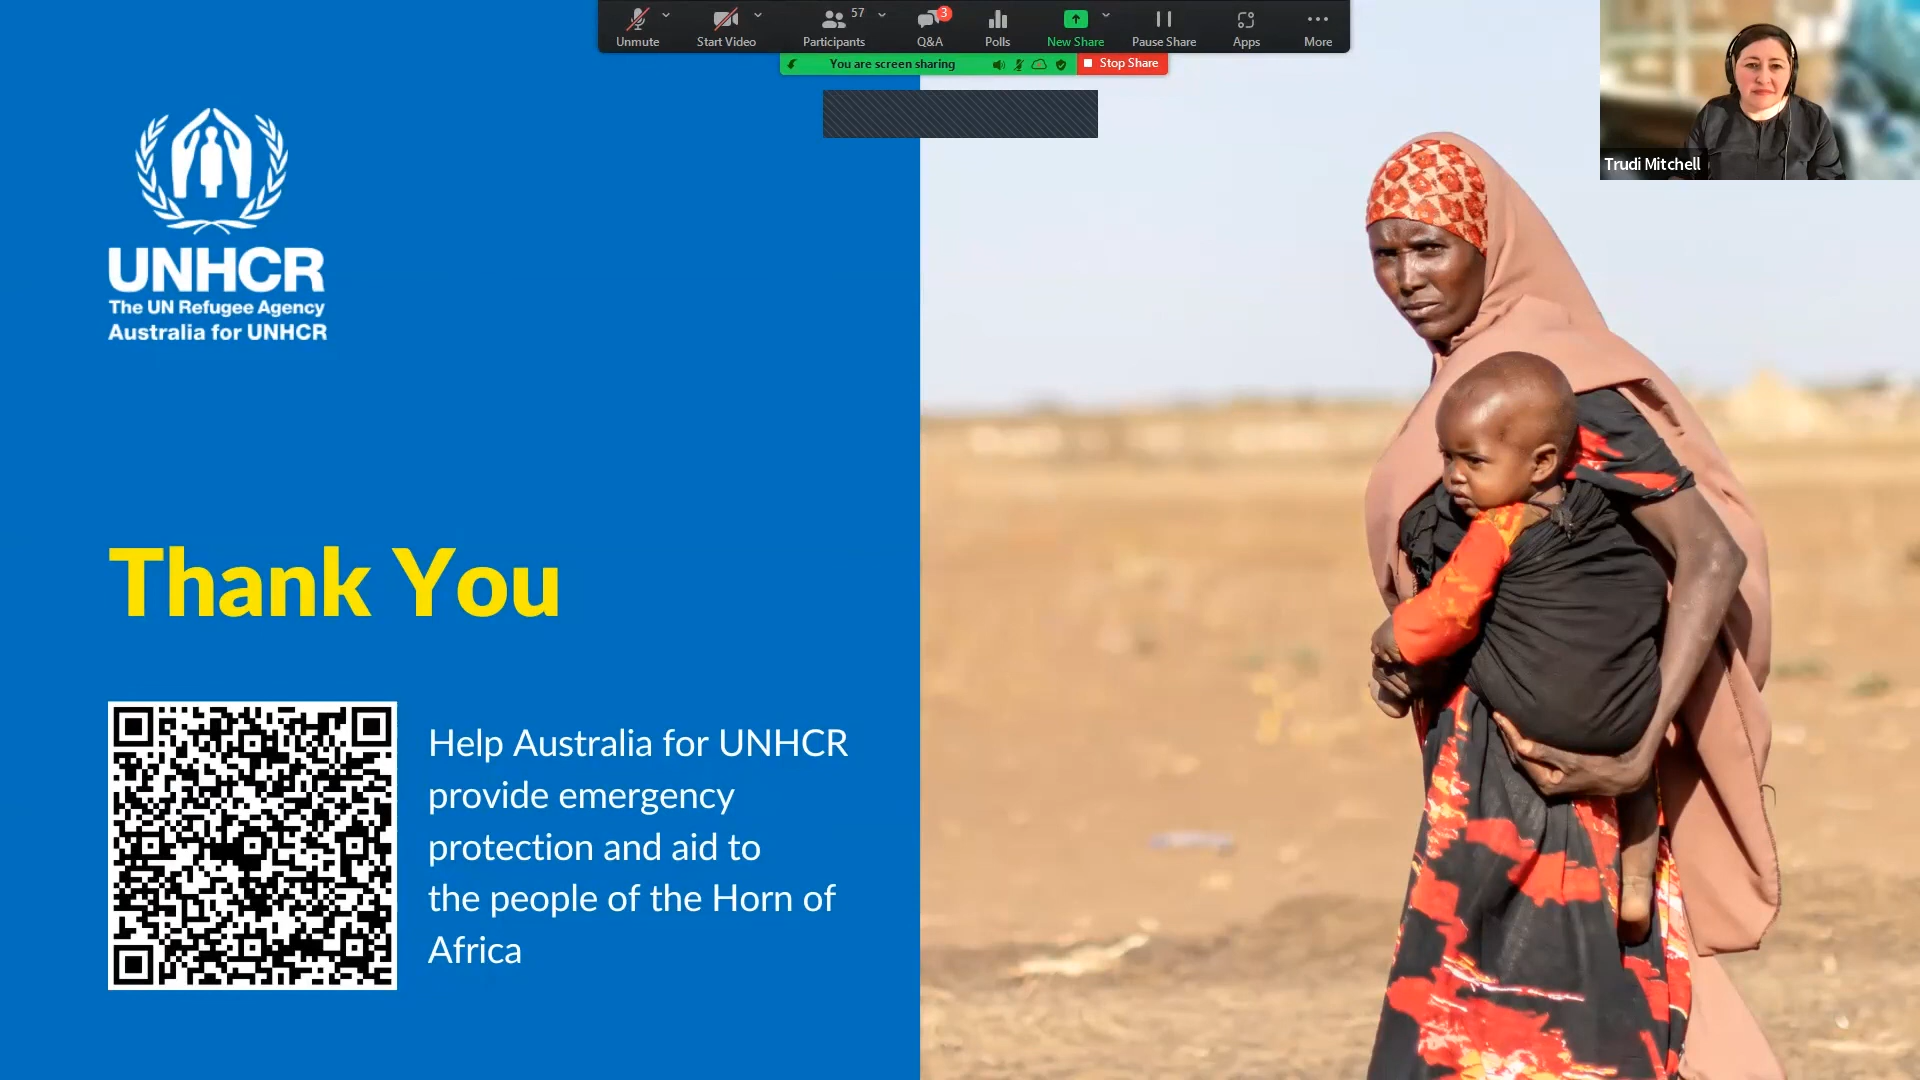 57
3
Unmute
Start Video
Participants
Q&A
Polls
New Share
Pause Share
Apps
More
You are screen sharing
Stop Share
Trudi Mitchell
UNHCR
The UN Refugee Agency
Australia for UNHCR
Thank You
Help Australia for UNHCR
provide emergency
protection and aid to
the people of the Horn of
Africa